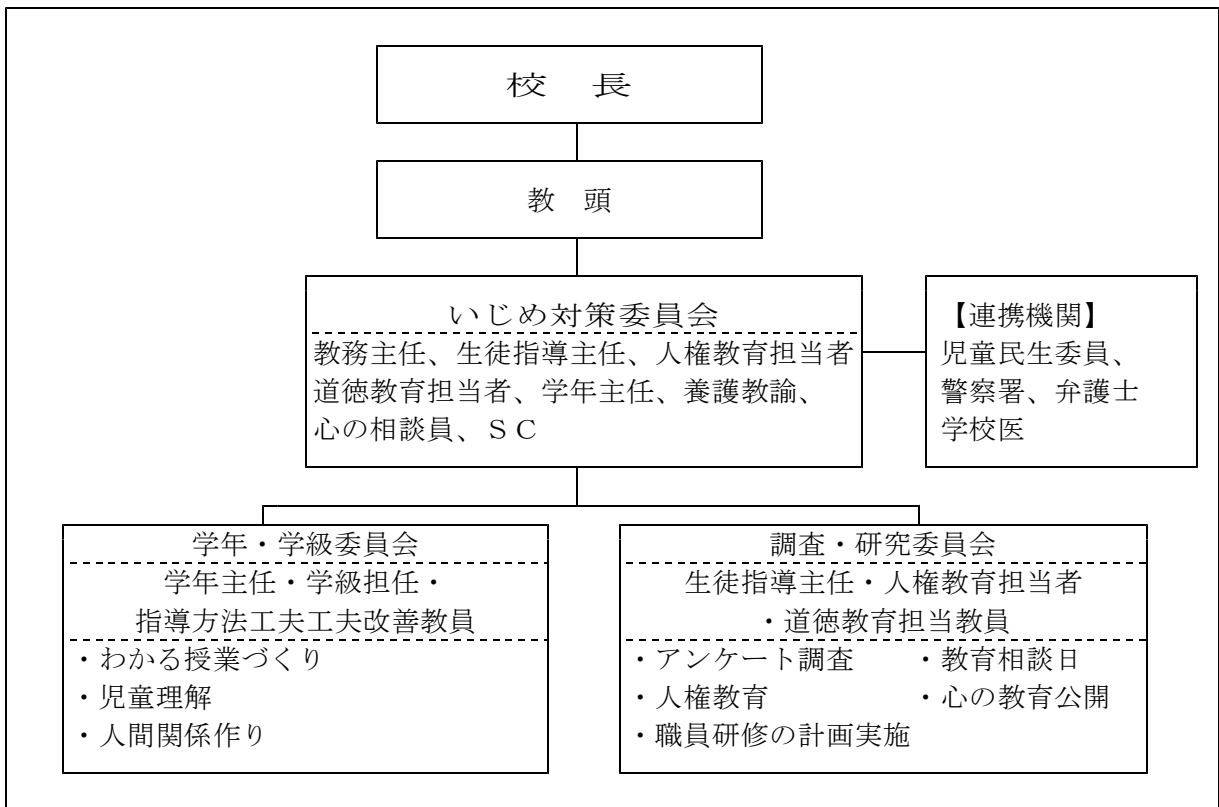 校　長
教　頭
いじめ対策委員会
教務主任、生徒指導主任、人権教育担当者
道徳教育担当者、学年主任、養護教諭、
心の相談員、ＳＣ
【連携機関】
児童民生委員、
警察署、弁護士
学校医
学年・学級委員会
学年主任・学級担任・
指導方法工夫工夫改善教員
・わかる授業づくり
・児童理解
・人間関係作り
調査・研究委員会
生徒指導主任・人権教育担当者
・道徳教育担当教員
・アンケート調査　　・教育相談日
・人権教育　　　　　・心の教育公開
・職員研修の計画実施